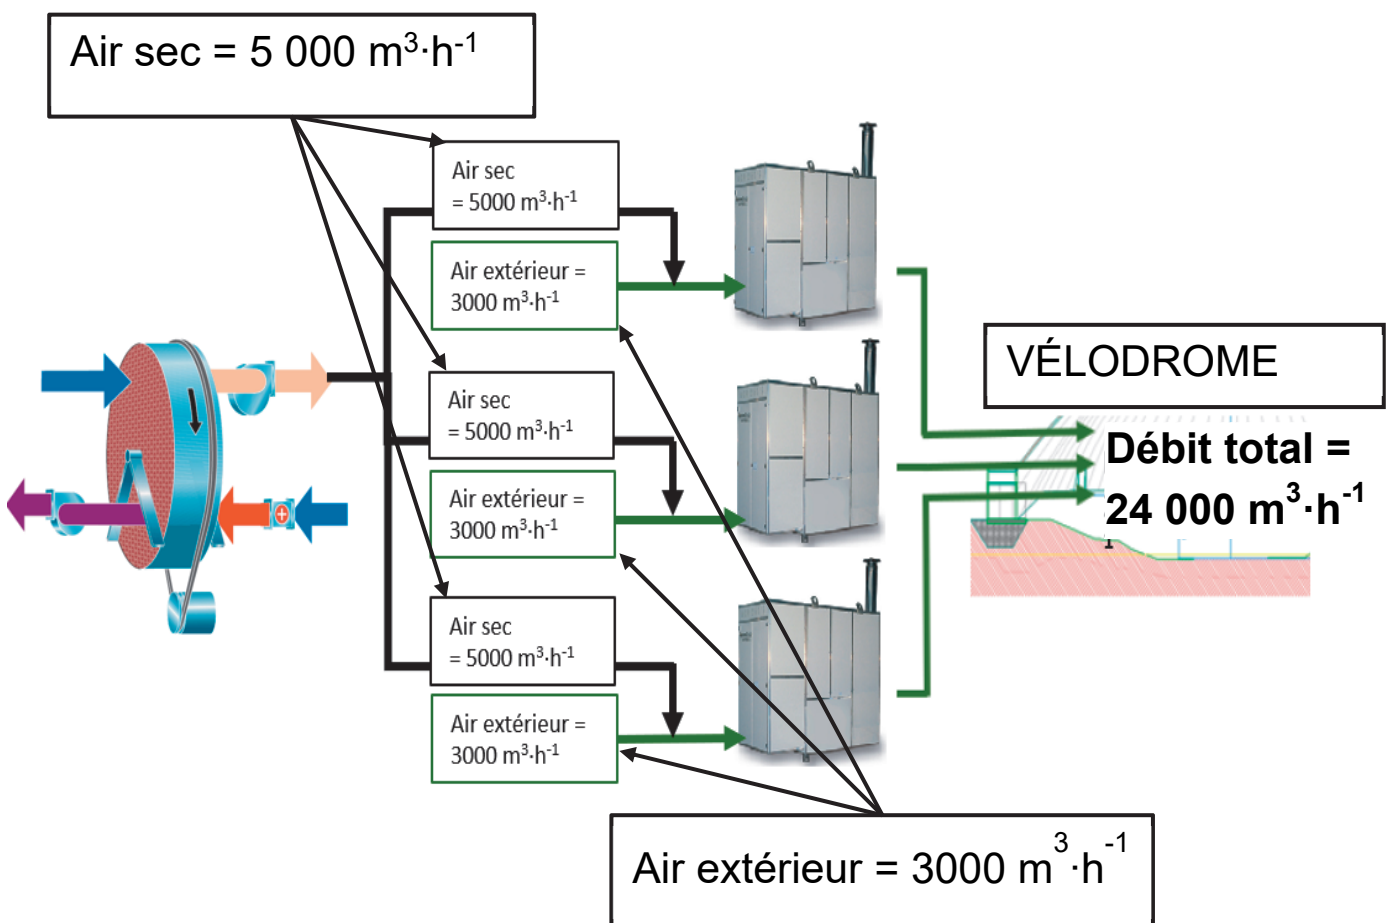 Air sec = 5 000 m³·h⁻¹
Air sec
= 5000 m³·h⁻¹
Air extérieur =
3000 m³·h⁻¹
Air sec
= 5000 m³·h⁻¹
Air extérieur =
3000 m³·h⁻¹
Air sec
= 5000 m³·h⁻¹
Air extérieur =
3000 m³·h⁻¹
VÉLODROME
Débit total =
24 000 m³·h⁻¹
Air extérieur = 3000 m³·h⁻¹